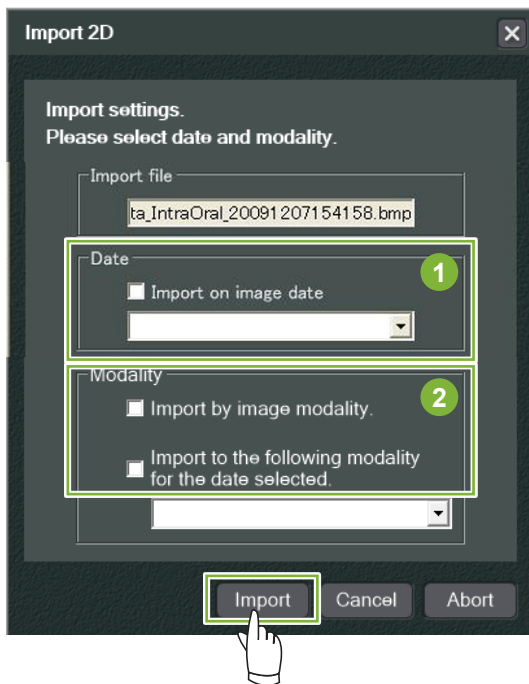 Import 2D
Import settings.
Please select date and modality.
Import file
ta_IntraOral_20091207154158.bmp
Date
1
Import on image date
Modality
2
Import by image modality.
Import to the following modality
for the date selected.
Import Cancel Abort